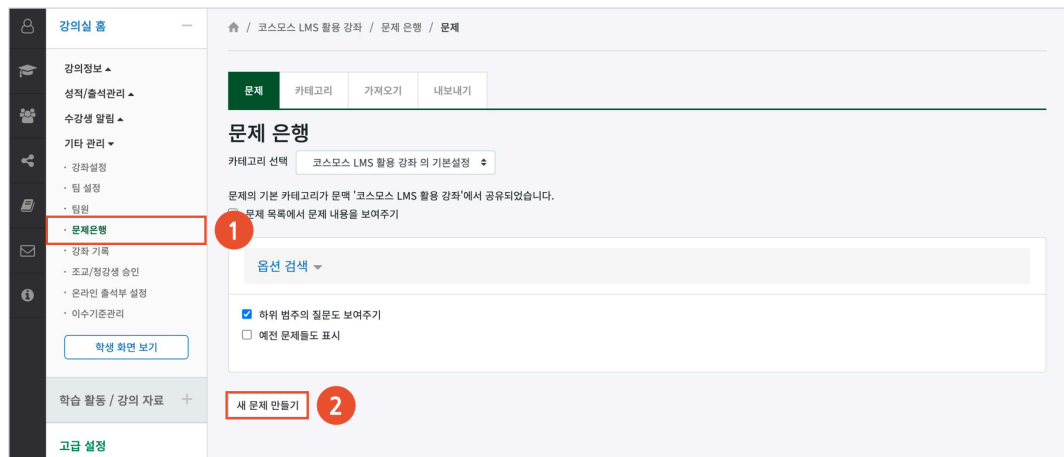 강의실 홈
코스모스 LMS 활용 강좌 / 문제 은행 / 문제
강의정보
성적/출석관리
수강생 알림
기타 관리
· 강좌설정
· 팀 설정
· 팀원
· 문제은행
· 강좌 기록
· 조교/청강생 승인
· 온라인 출석부 설정
· 이수기준관리
학생 화면 보기
학습 활동 / 강의 자료
고급 설정
문제 카테고리 가져오기 내보내기
문제 은행
카테고리 선택 코스모스 LMS 활용 강좌 의 기본설정
문제의 기본 카테고리가 문맥 '코스모스 LMS 활용 강좌'에서 공유되었습니다.
문제 목록에서 문제 내용을 보여주기
1
옵션 검색
하위 범주의 질문도 보여주기
예전 문제들도 표시
새 문제 만들기
2